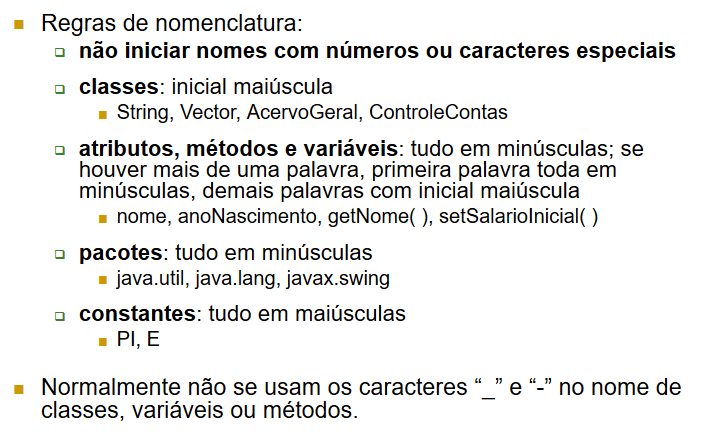 Regras de nomenclatura:
não iniciar nomes com números ou caracteres especiais
classes: inicial maiúscula
String, Vector, AcervoGeral, ControleContas
atributos, métodos e variáveis: tudo em minúsculas; se
houver mais de uma palavra, primeira palavra toda em
minúsculas, demais palavras com inicial maiúscula
nome, anoNascimento, getNome( ), setSalarioInicial( )
pacotes: tudo em minúsculas
java.util, java.lang, javax.swing
constantes: tudo em maiúsculas
PI, E
Normalmente não se usam os caracteres “_” e “-” no nome de
classes, variáveis ou métodos.